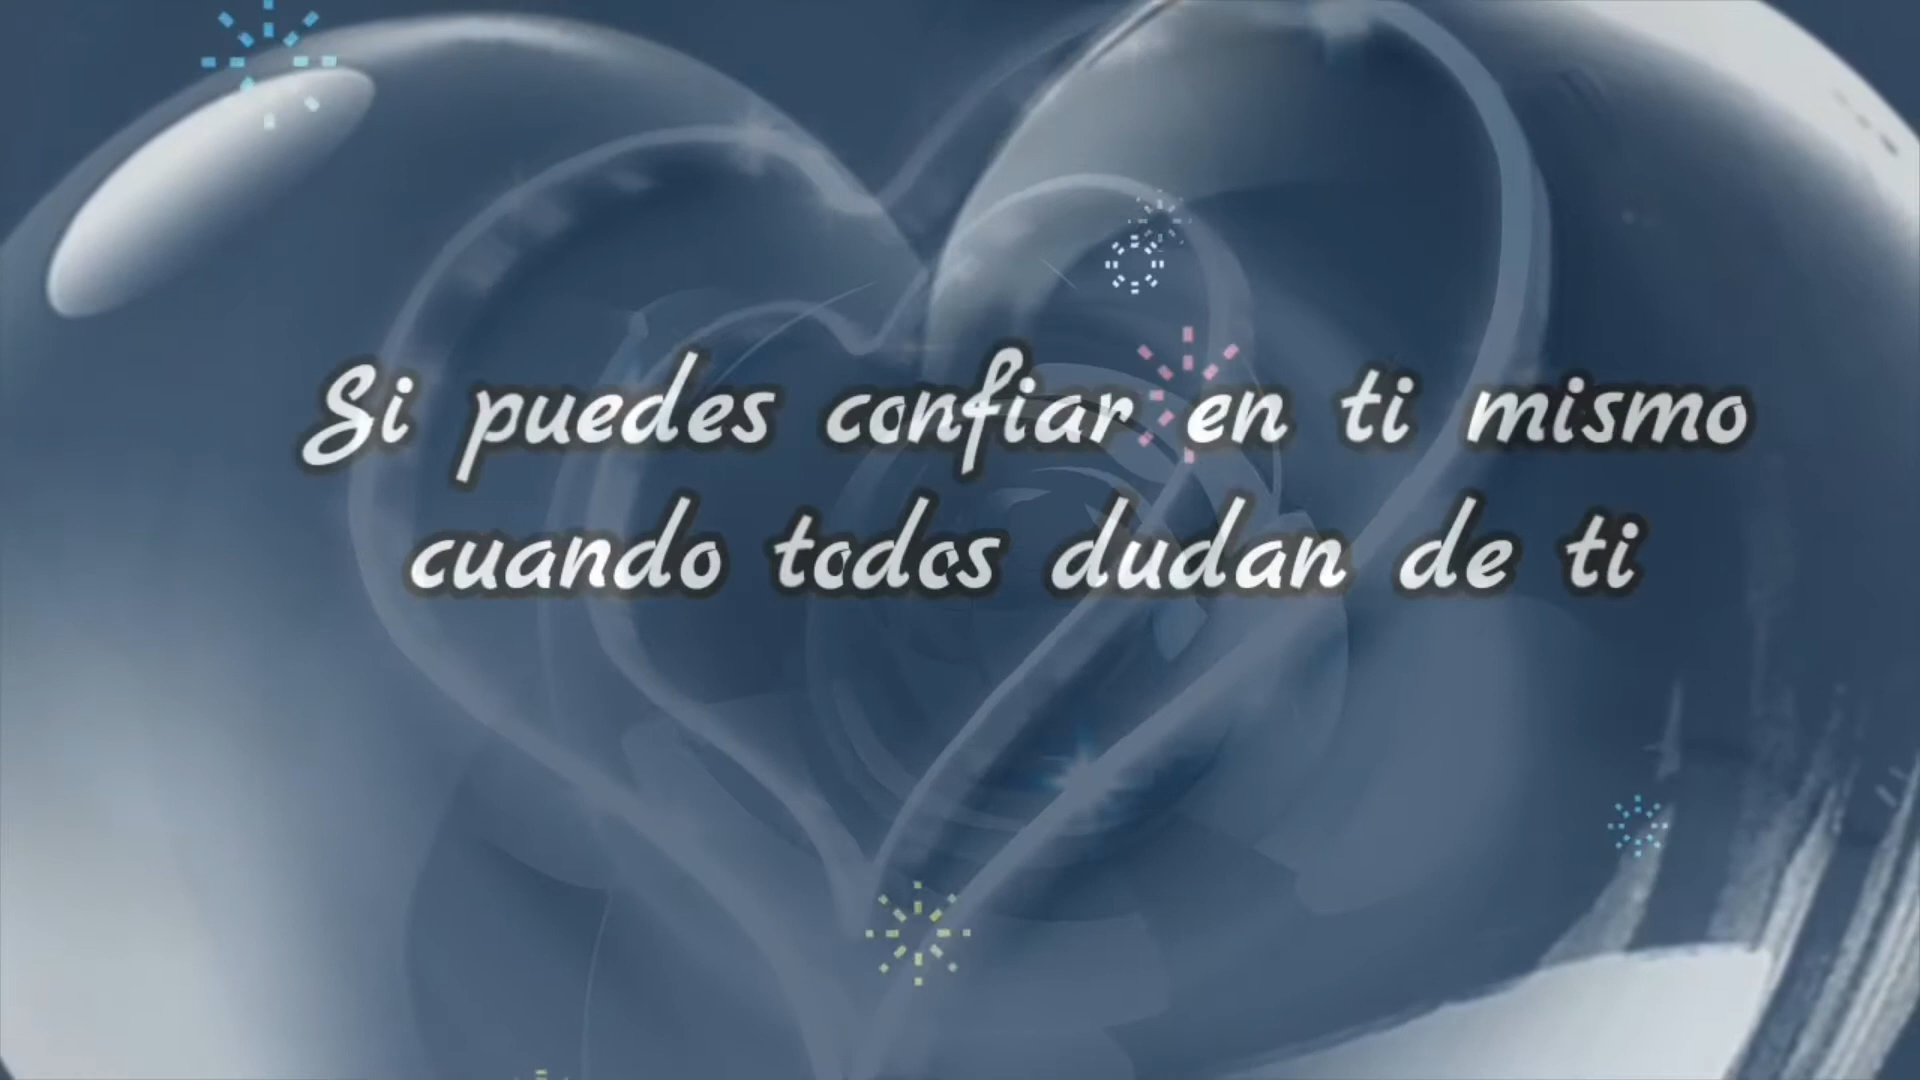 Si puedes confiar en ti mismo
cuando todos dudan de ti